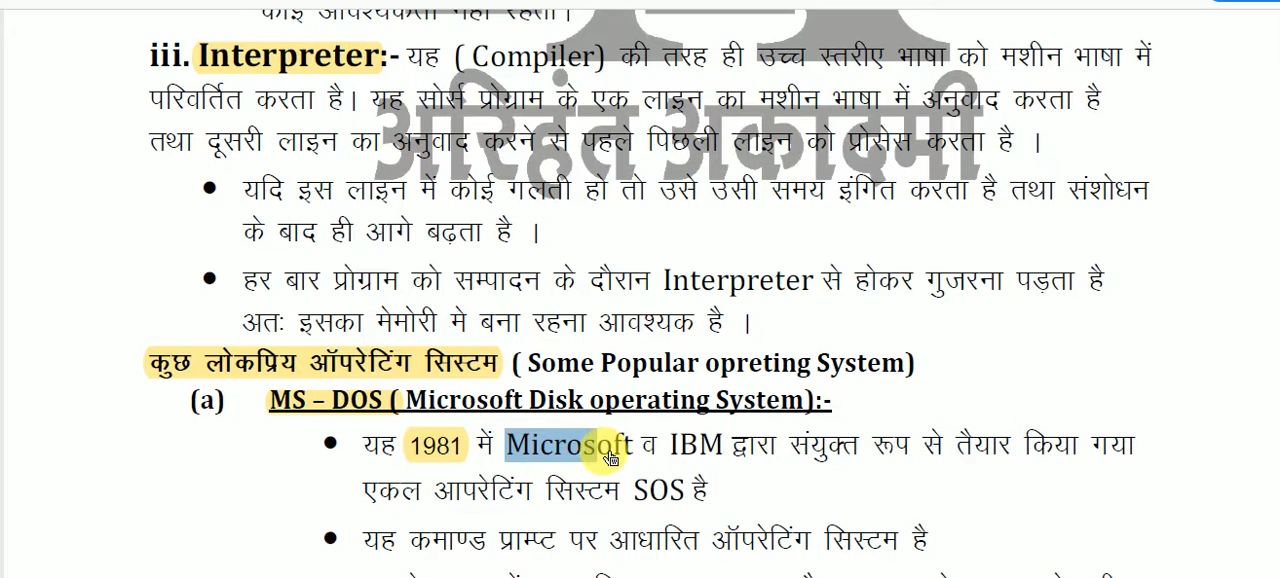 iii. Interpreter:- यह ( Compiler) की तरह ही उच्च स्तरीए भाषा को मशीन भाषा में
परिवर्तित करता है। यह सोर्स प्रोग्राम के एक लाइन का मशीन भाषा में अनुवाद करता है
तथा दूसरी लाइन का अनुवाद करने से पहले पिछली लाइन को प्रोसेस करता है ।
अरिहंत अकादमी
• यदि इस लाइन में कोई गलती हो तो उसे उसी समय इंगित करता है तथा संशोधन
के बाद ही आगे बढ़ता है ।
• हर बार प्रोग्राम को सम्पादन के दौरान Interpreter से होकर गुजरना पड़ता है
अतः इसका मेमोरी मे बना रहना आवश्यक है ।
कुछ लोकप्रिय ऑपरेटिंग सिस्टम ( Some Popular opreting System)
(a) MS – DOS ( Microsoft Disk operating System):-
• यह 1981 में Microsoft व IBM द्वारा संयुक्त रूप से तैयार किया गया
एकल आपरेटिंग सिस्टम SOS है
• यह कमाण्ड प्राम्प्ट पर आधारित ऑपरेटिंग सिस्टम है